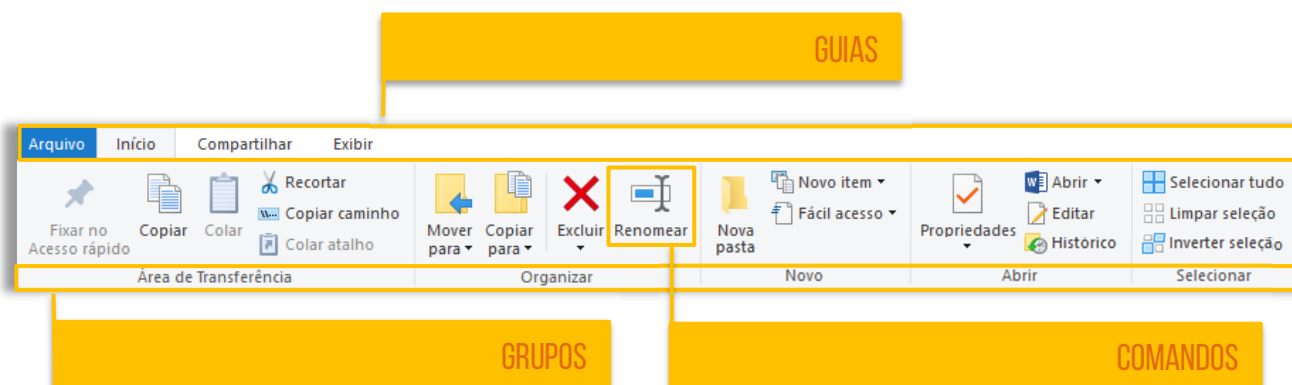 GUIAS
Arquivo Início Compartilhar Exibir
Fixar no
Acesso rápido
Copiar
Colar
Recortar
Copiar caminho
Colar atalho
Mover
para
Copiar
para
Excluir
Renomear
Nova
pasta
Novo item
Fácil acesso
Propriedades
Abrir
Editar
Histórico
Selecionar tudo
Limpar seleção
Inverter seleção
Área de Transferência Organizar Novo Abrir Selecionar
GRUPOS
COMANDOS